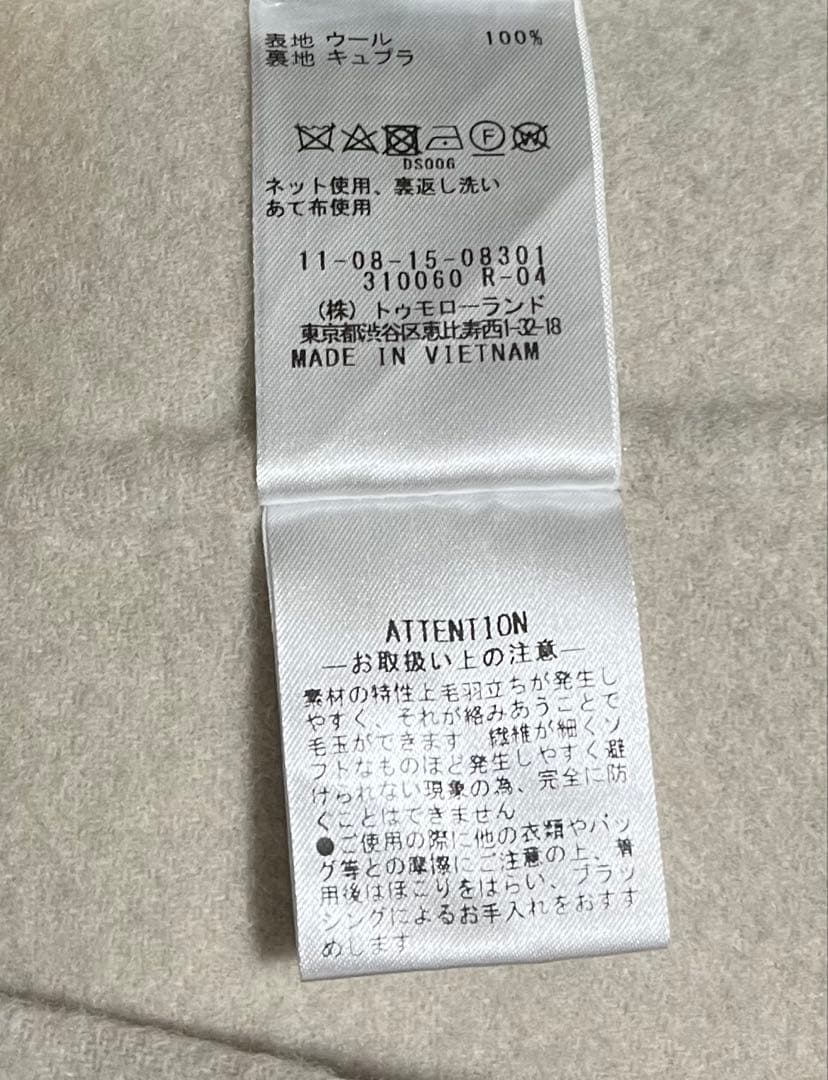 表地 ウール 100%
裏地 キュプラ
F W
DS006
ネット使用、裏返し洗い
あて布使用
11-08-15-08301
310060 R-04
(株) トゥモローランド
東京都渋谷区恵比寿西1-32-18
MADE IN VIETNAM
ATTENTION
―お取扱い上の注意―
素材の特性上毛羽立ちが発生し
やすく、それが絡みあうことで
毛玉ができます 繊維が細くソ
フトなものほど発生しやすく避
けられない現象の為、完全に防
ぐことはできません
●ご使用の際に他の衣類やバッ
グ等との摩擦にご注意の上、着
用後はほこりをはらい、ブラッ
シングによるお手入れをおすす
めします